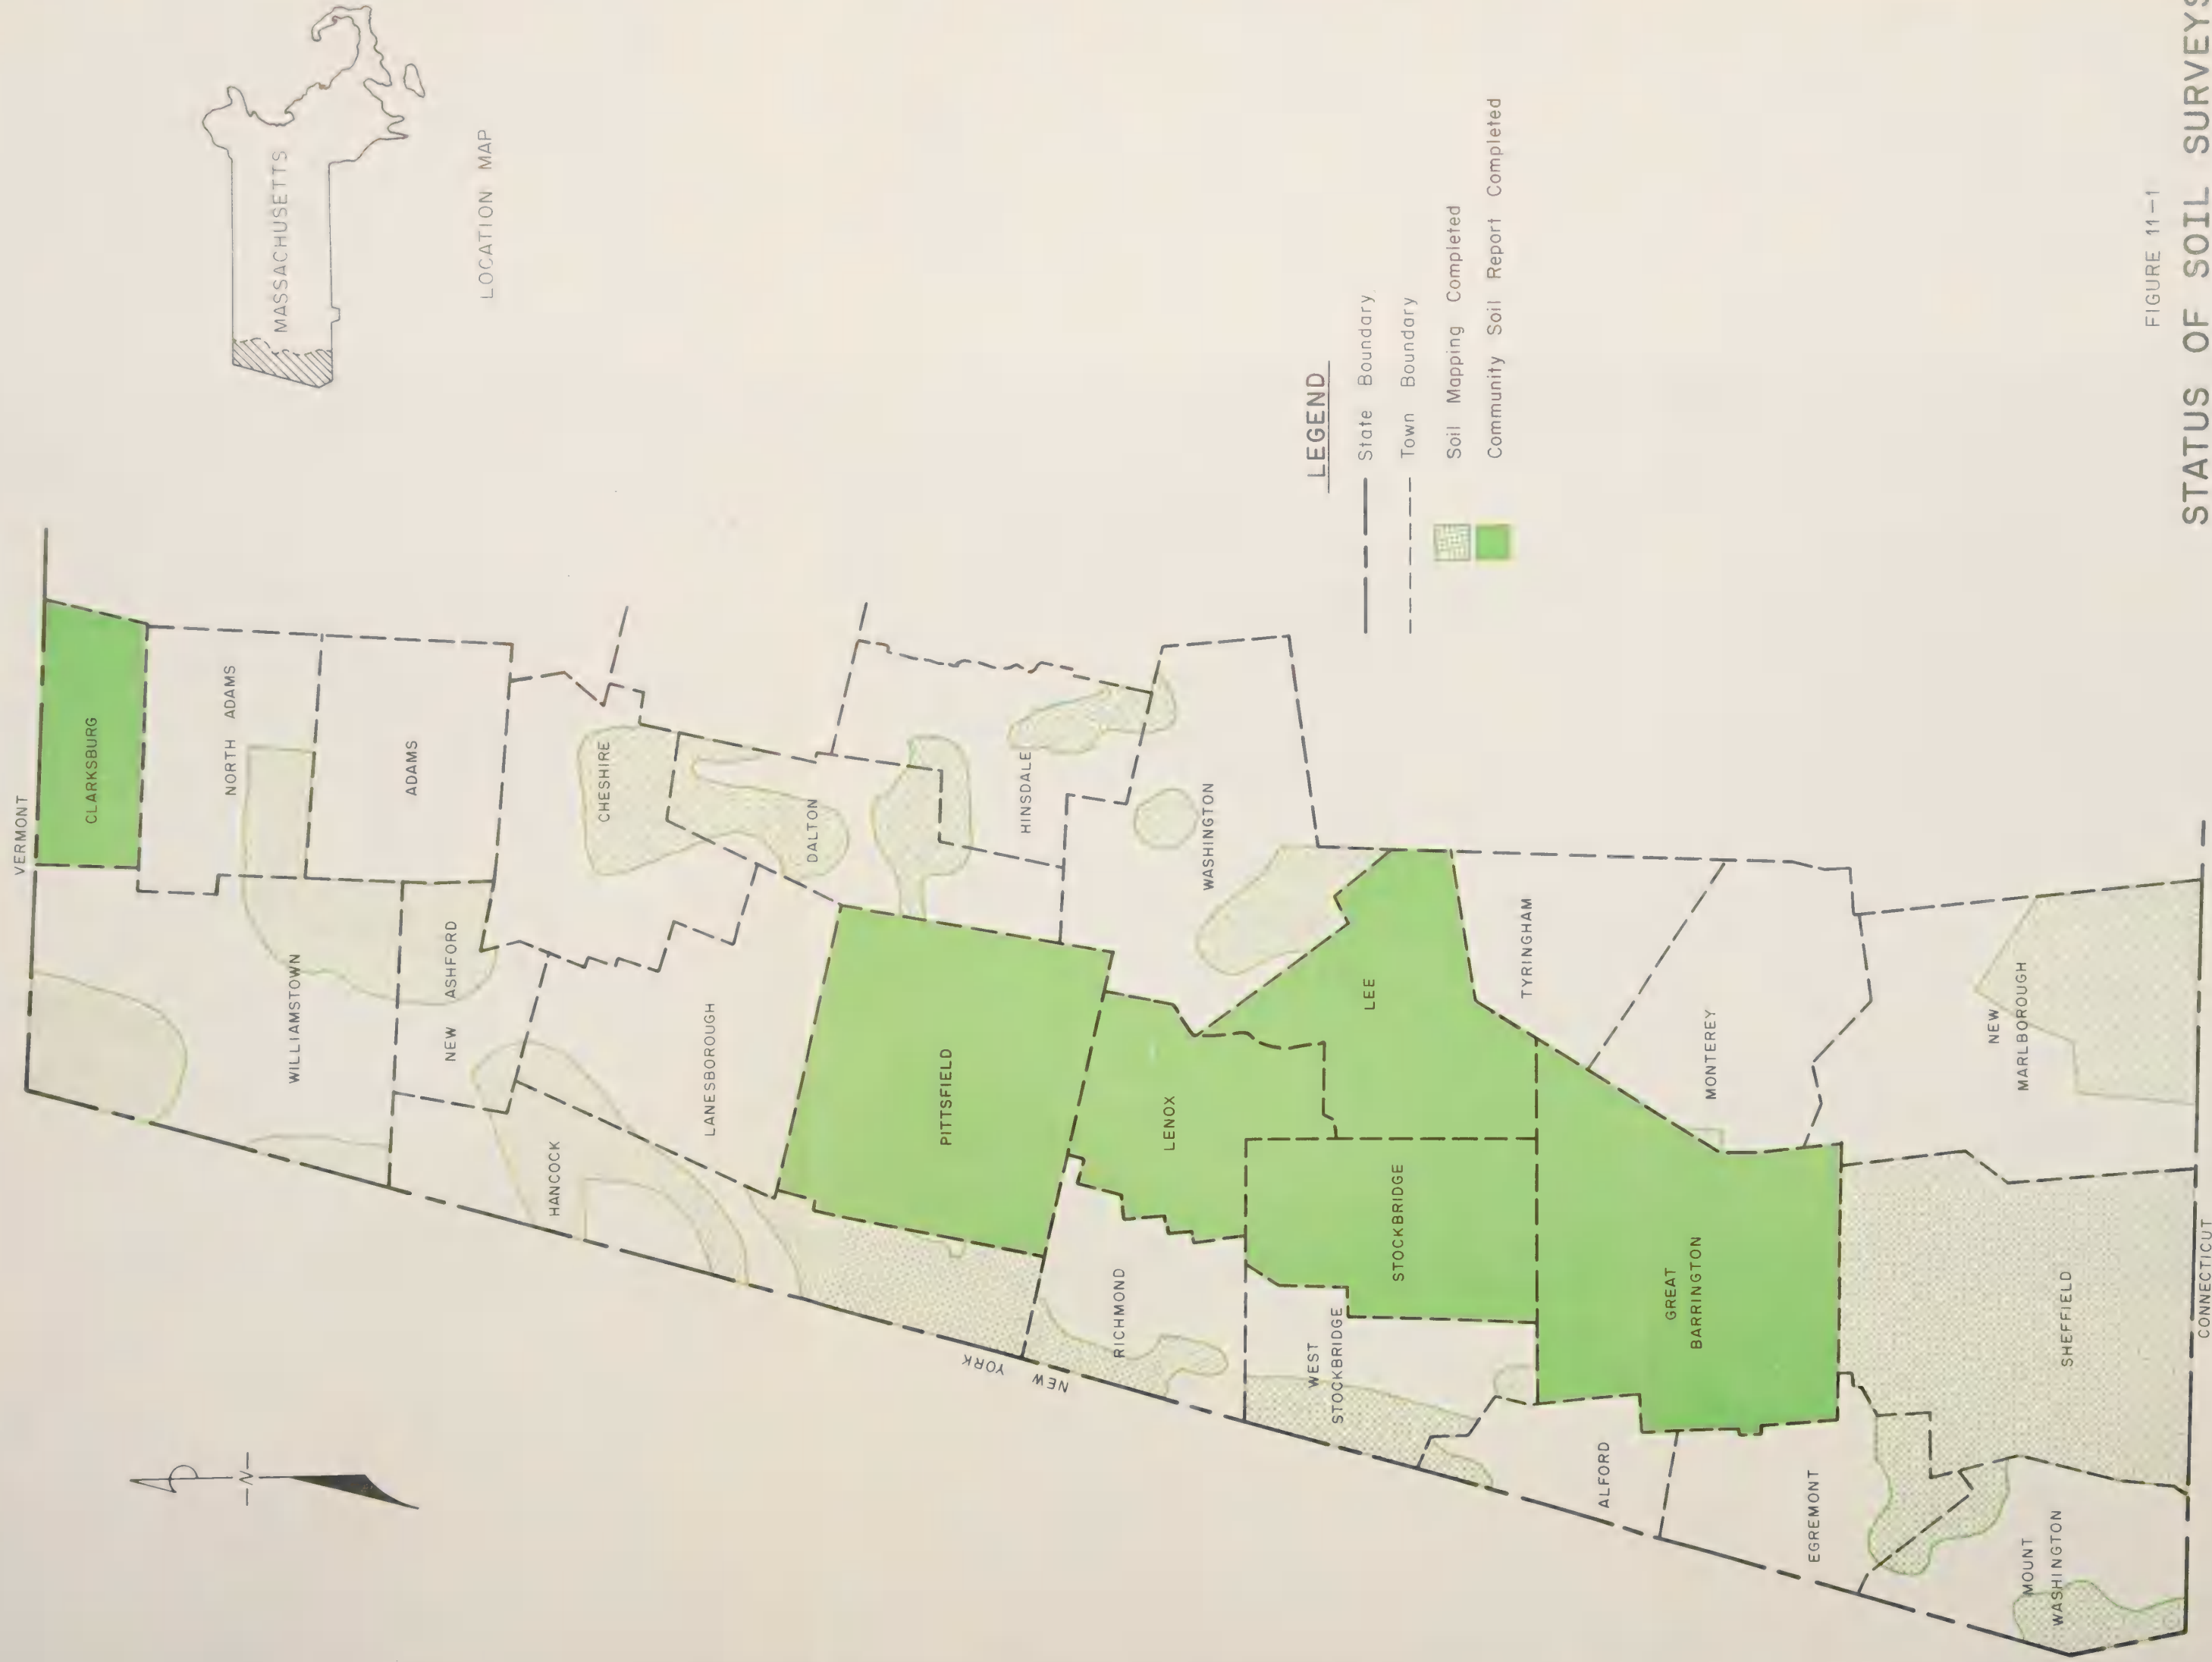 VERMONT
CLARKSBURG
NORTH ADAMS
ADAMS
WILLIAMSTOWN
NEW ASHFORD
CHESHIRE
HANCOCK
LANESBOROUGH
DALTON
PITTSFIELD
HINSDALE
RICHMOND
LENOX
WASHINGTON
NEW YORK
WEST
STOCKBRIDGE
STOCKBRIDGE
LEE
TYRINGHAM
ALFORD
GREAT
BARRINGTON
MONTEREY
EGREMONT
MOUNT
WASHINGTON
SHEFFIELD
NEW
MARLBOROUGH
CONNECTICUT
N
MASSACHUSETTS
LOCATION MAP
LEGEND
State Boundary
Town Boundary
Soil Mapping Completed
Community Soil Report Completed
FIGURE 11-1
STATUS OF SOIL SURVEYS